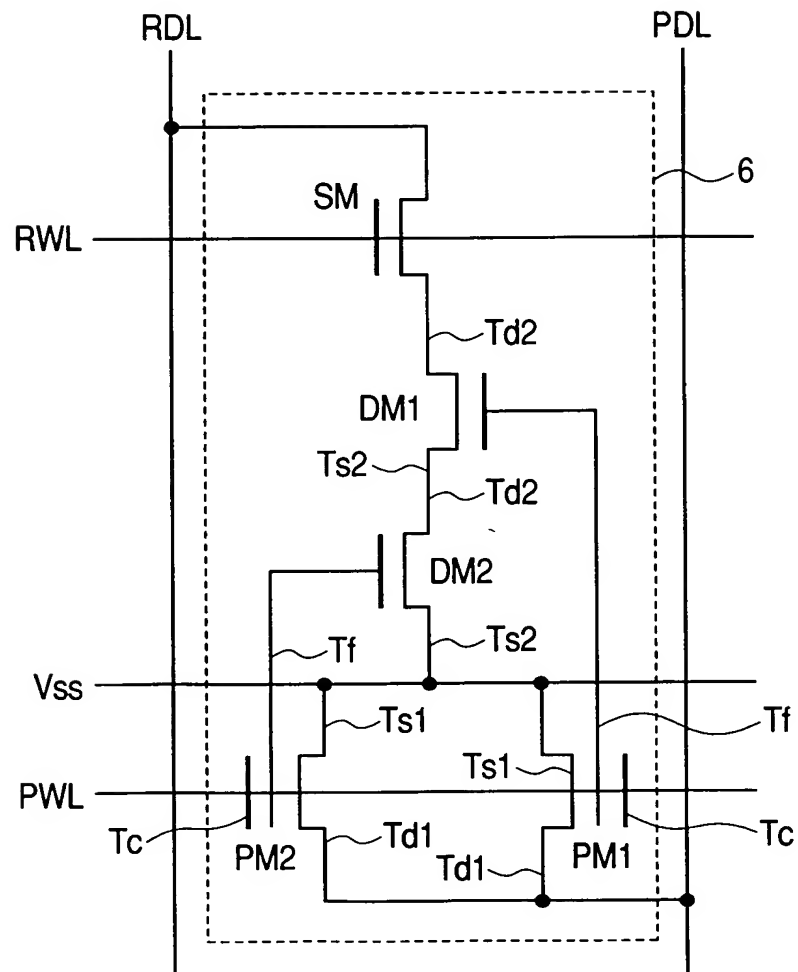 RDL
PDL
6
SM
RWL
Td2
DM1
Ts2
Td2
DM2
Tf
Ts2
Vss
Ts1
Tf
Ts1
PWL
Tc
PM2
Td1
Td1
PM1
Tc